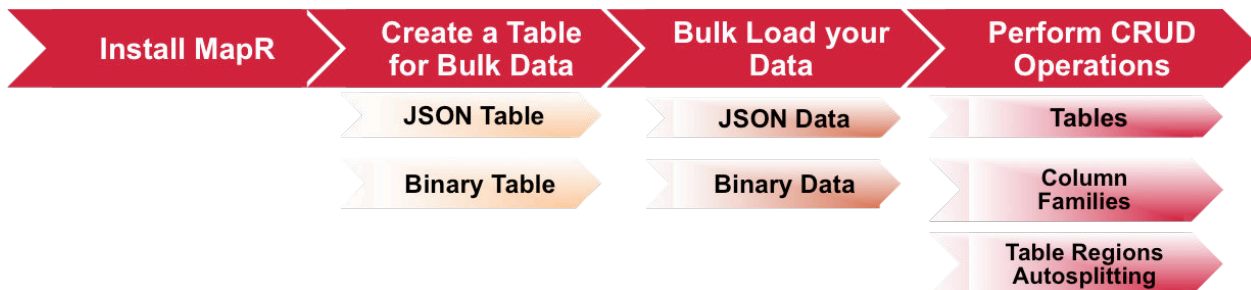 Install MapR
Create a Table
for Bulk Data
Bulk Load your
Data
Perform CRUD
Operations
JSON Table
JSON Data
Tables
Binary Table
Binary Data
Column
Families
Table Regions
Autosplitting